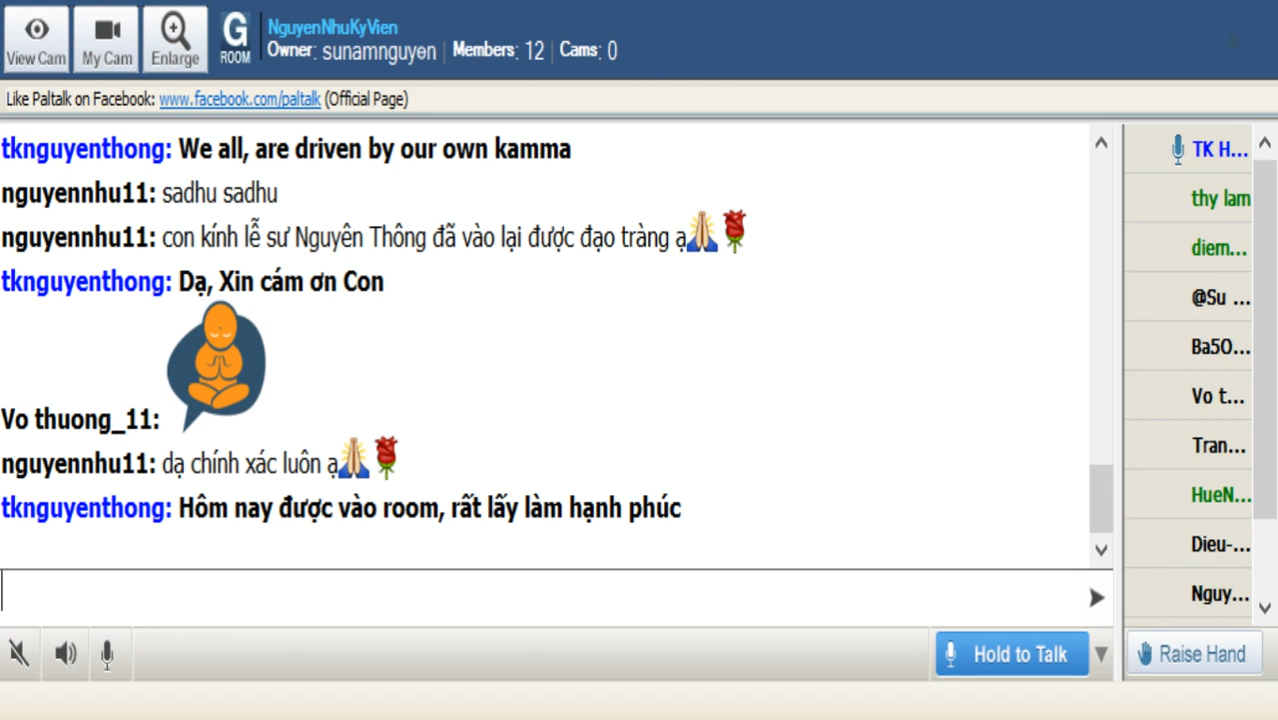 NguyenNhuKyVien
View Cam
My Cam
Enlarge
G
ROOM
Owner: sunamnguyen | Members: 12 | Cams: 0
Like Paltalk on Facebook: www.facebook.com/paltalk (Official Page)
tknguyenthong: We all, are driven by our own kamma
nguyennhu11: sadhu sadhu
nguyennhu11: con kính lễ sư Nguyên Thông đã vào lại được đạo tràng ạ
tknguyenthong: Dạ, Xin cám ơn Con
Vo thuong_11:
nguyennhu11: dạ chính xác luôn ạ
tknguyenthong: Hôm nay được vào room, rất lấy làm hạnh phúc
TK H...
thy lam
diem...
@Su ...
Ba5O...
Vo t...
Tran...
HueN...
Dieu-...
Nguy...
Hold to Talk
Raise Hand